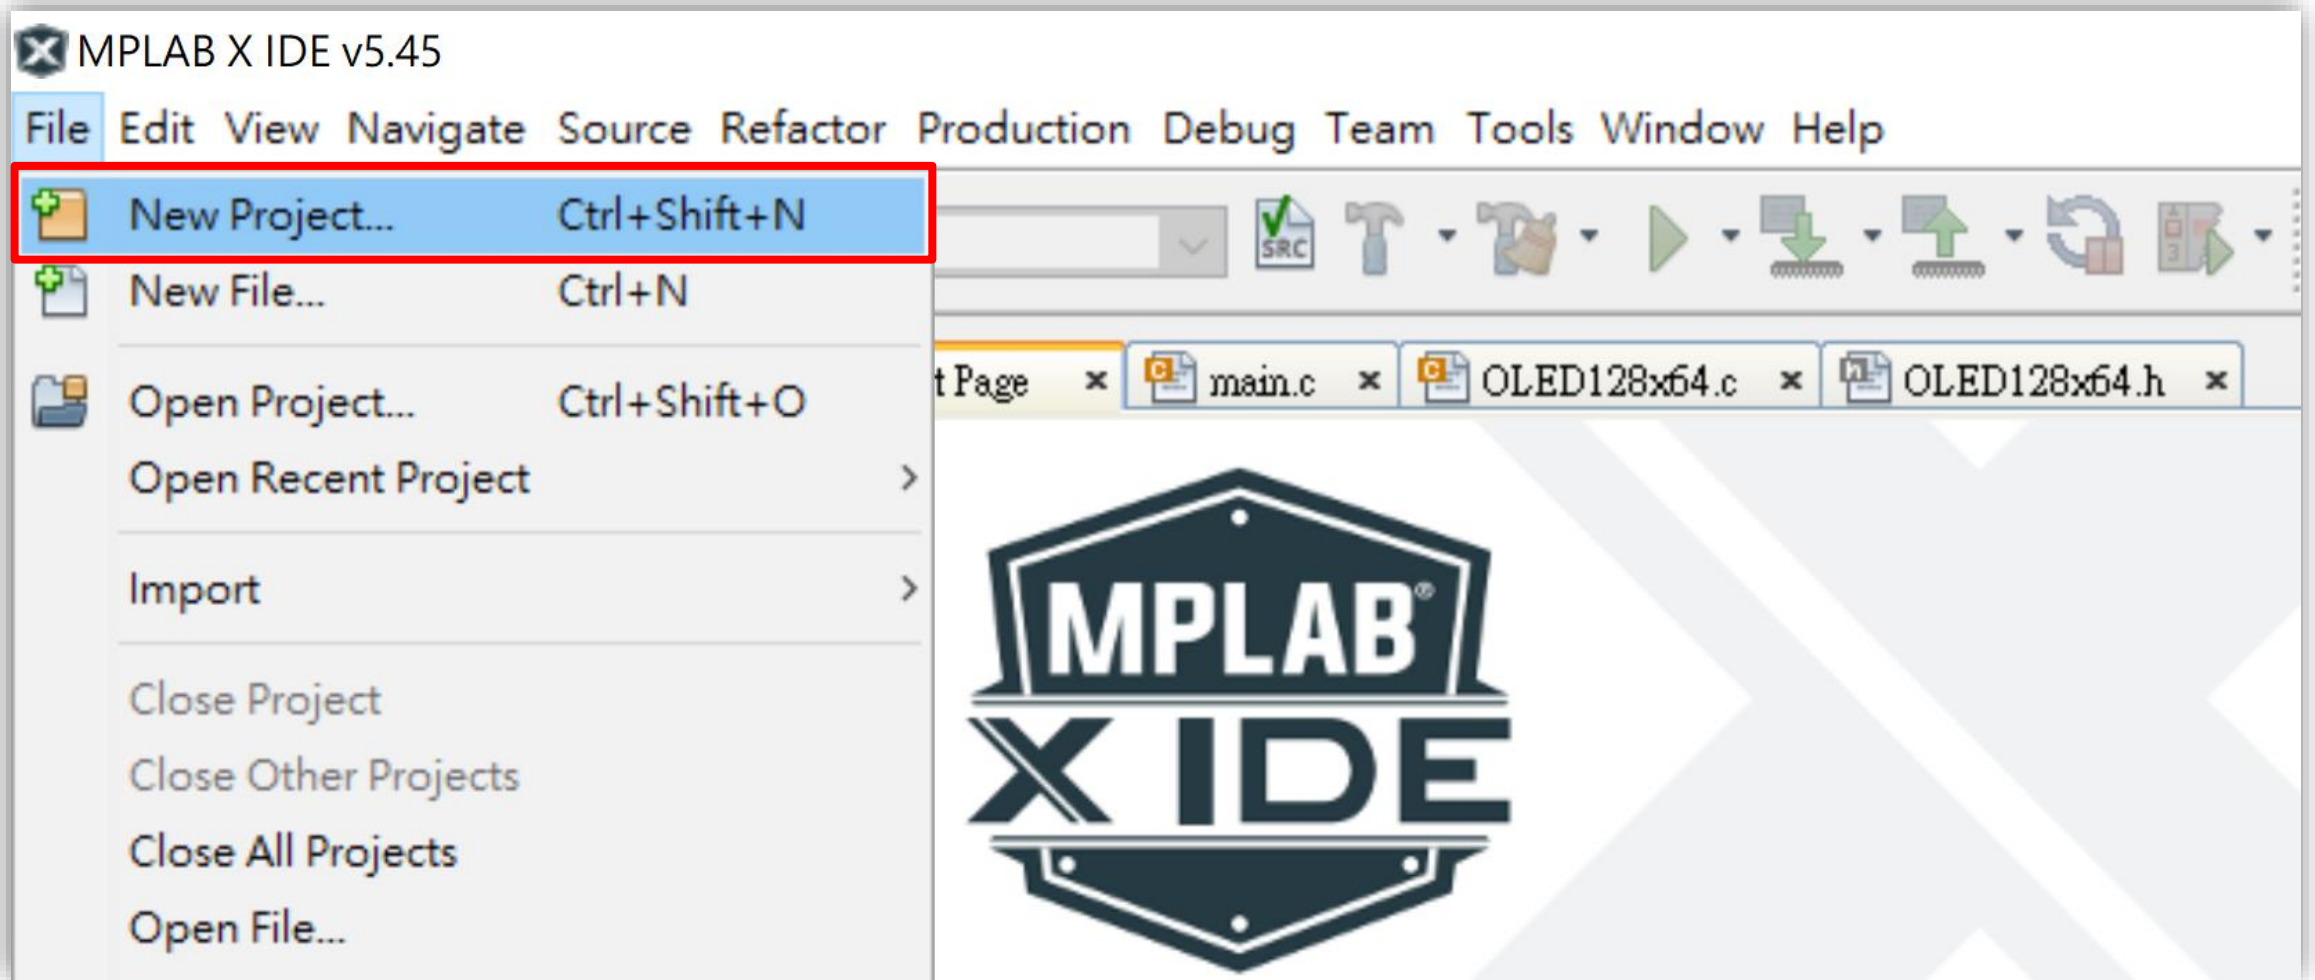 MPLAB X IDE v5.45
File Edit View Navigate Source Refactor Production Debug Team Tools Window Help
New Project... Ctrl+Shift+N
SRC
New File... Ctrl+N
t Page main.c OLED128x64.c OLED128x64.h
Open Project... Ctrl+Shift+O
Open Recent Project
Import
Close Project
Close Other Projects
Close All Projects
Open File...
MPLAB®
X IDE